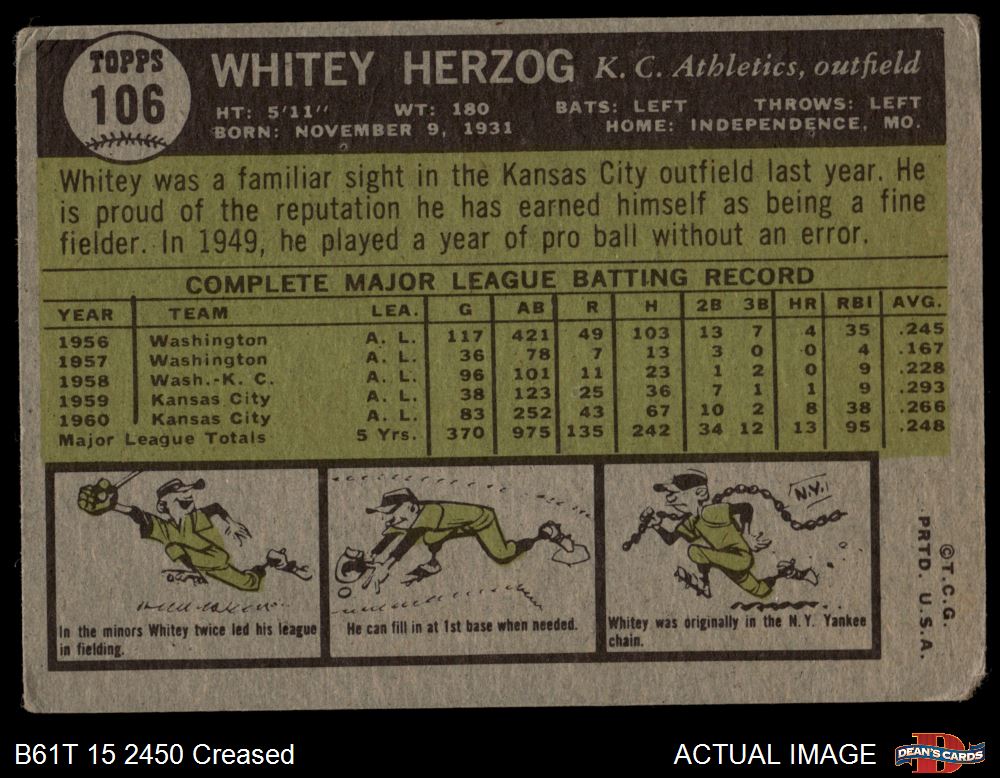 TOPPS
106
WHITEY HERZOG K. C. Athletics, outfield
HT: 5'11" WT: 180 BATS: LEFT THROWS: LEFT
BORN: NOVEMBER 9, 1931 HOME: INDEPENDENCE, MO.
Whitey was a familiar sight in the Kansas City outfield last year. He
is proud of the reputation he has earned himself as being a fine
fielder. In 1949, he played a year of pro ball without an error.
COMPLETE MAJOR LEAGUE BATTING RECORD
YEAR TEAM LEA. G AB R H 2B 3B HR RBI AVG.
1956 Washington A. L. 117 421 49 103 13 7 4 35 .245
1957 Washington A. L. 36 78 7 13 3 0 0 4 .167
1958 Wash.-K. C. A. L. 96 101 11 23 1 2 0 9 .228
1959 Kansas City A. L. 38 123 25 36 7 1 1 9 .293
1960 Kansas City A. L. 83 252 43 67 10 2 8 38 .266
Major League Totals 5 Yrs. 370 975 135 242 34 12 13 95 .248
In the minors Whitey twice led his league
in fielding.
He can fill in at 1st base when needed.
N.Y.
Whitey was originally in the N.Y. Yankee
chain.
©T.C.G.
PRTD. U.S.A.
B61T 15 2450 Creased
ACTUAL IMAGE
DEAN'S CARDS